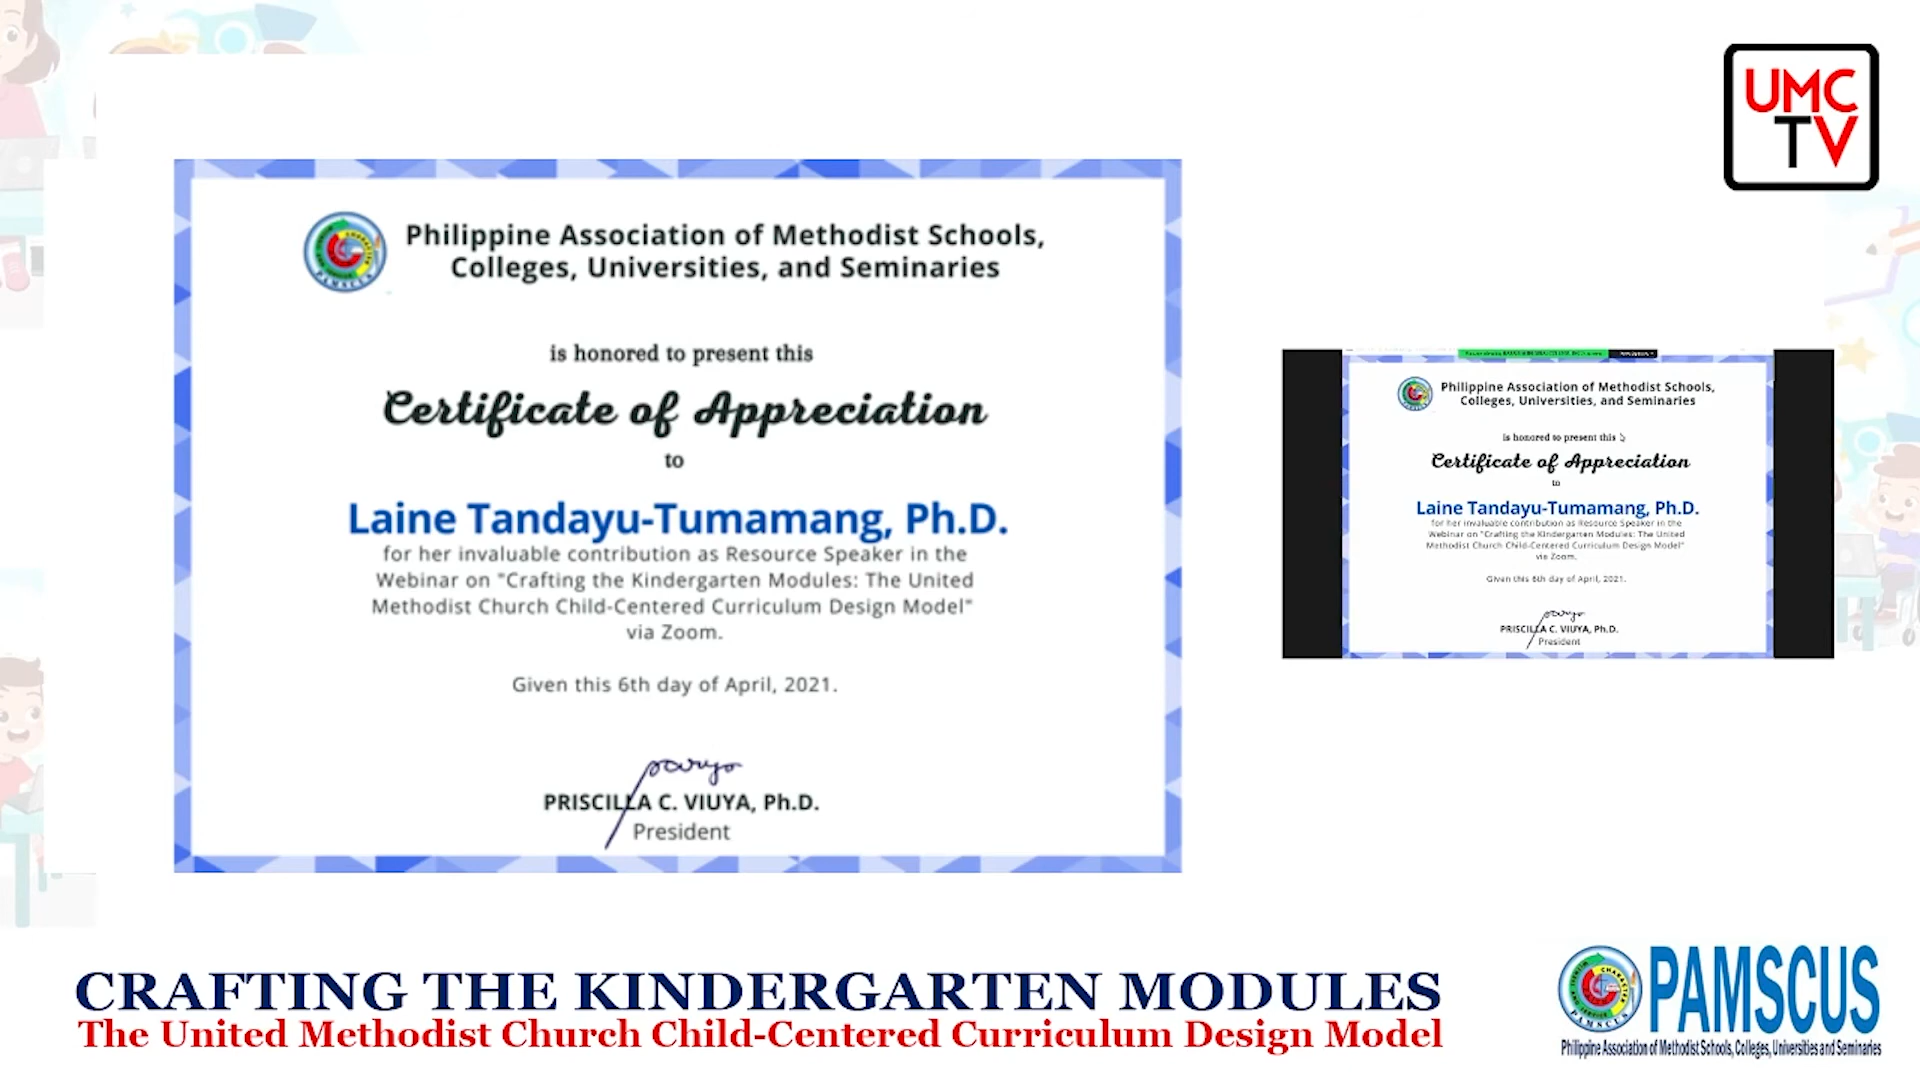 UMC
TV
Philippine Association of Methodist Schools,
Colleges, Universities, and Seminaries
is honored to present this
Certificate of Appreciation
to
Laine Tandayu-Tumamang, Ph.D.
for her invaluable contribution as Resource Speaker in the
Webinar on "Crafting the Kindergarten Modules: The United
Methodist Church Child-Centered Curriculum Design Model"
via Zoom.
Given this 6th day of April, 2021.
PRISCILLA C. VIUYA, Ph.D.
President
Philippine Association of Methodist Schools,
Colleges, Universities, and Seminaries
is honored to present this
Certificate of Appreciation
to
Laine Tandayu-Tumamang, Ph.D.
for her invaluable contribution as Resource Speaker in the
Webinar on "Crafting the Kindergarten Modules: The United
Methodist Church Child-Centered Curriculum Design Model"
via Zoom.
Given this 6th day of April, 2021.
PRISCILLA C. VIUYA, Ph.D.
President
CRAFTING THE KINDERGARTEN MODULES
The United Methodist Church Child-Centered Curriculum Design Model
PAMSCUS
Philippine Association of Methodist Schools, Colleges, Universities and Seminaries